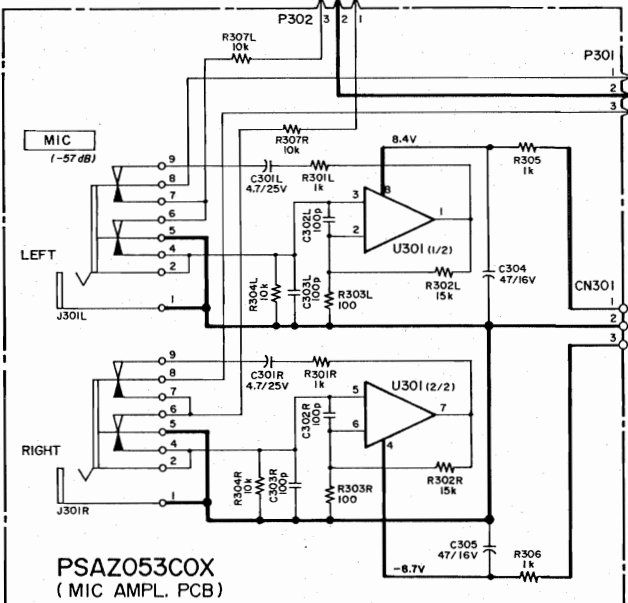 P302 3 2 1
R307L
10k
P301
1
2
3
R307R
10k
MIC
(-57dB)
8.4V
R305
1k
9
8
7
6
5
4
2
1
C301L
4.7/25V
R301L
1k
C302L
100p
3
2
8
1
U301 (1/2)
LEFT
J301L
R304L
10k
C303L
100p
R303L
100
R302L
15k
C304
47/16V
CN301
1
2
3
9
8
7
6
5
4
2
1
C301R
4.7/25V
R301R
1k
C302R
100p
5
6
4
7
U301 (2/2)
RIGHT
J301R
R304R
10k
C303R
100p
R303R
100
R302R
15k
C305
47/16V
R306
1k
-8.7V
PSAZ053COX
(MIC AMPL. PCB)